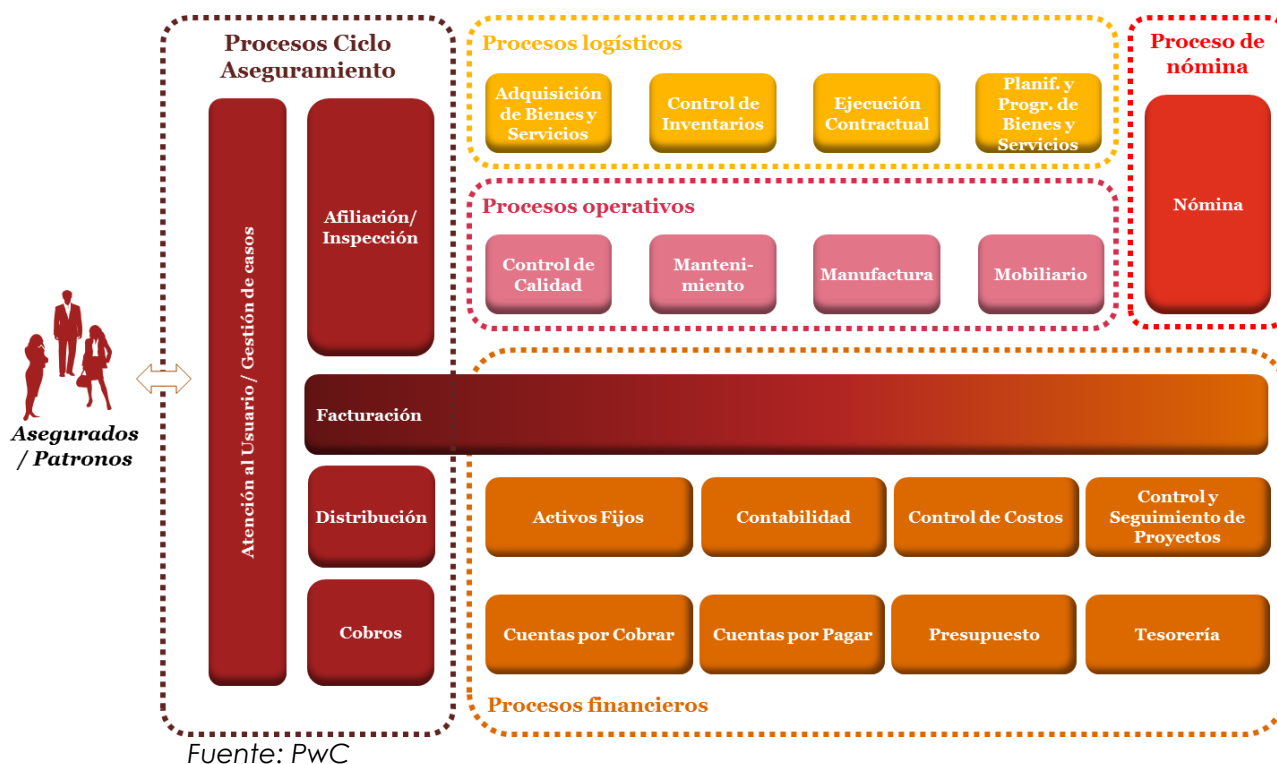 Procesos Ciclo
Aseguramiento
Atención al Usuario / Gestión de casos
Afiliación/
Inspección
Facturación
Distribución
Cobros
Asegurados
/ Patronos
Procesos logísticos
Adquisición
de Bienes y
Servicios
Control de
Inventarios
Ejecución
Contractual
Planif. y
Progr. de
Bienes y
Servicios
Procesos operativos
Control de
Calidad
Manteni-
miento
Manufactura
Mobiliario
Proceso de
nómina
Nómina
Activos Fijos
Contabilidad
Control de Costos
Control y
Seguimiento de
Proyectos
Cuentas por Cobrar
Cuentas por Pagar
Presupuesto
Tesorería
Procesos financieros
Fuente: PwC